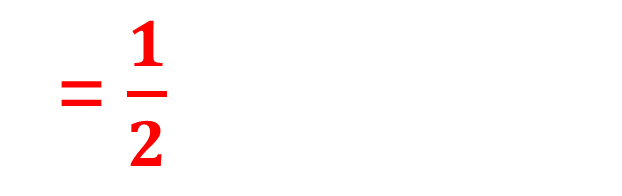 = 1/2